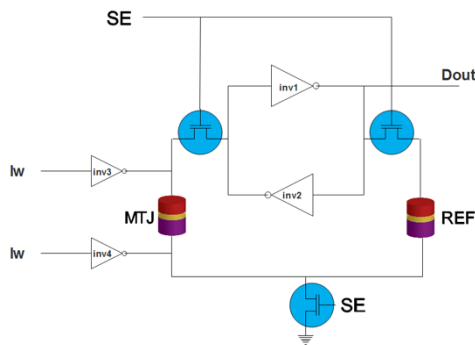 SE
Dout
inv1
Iw
inv3
inv2
MTJ
REF
Iw
inv4
SE